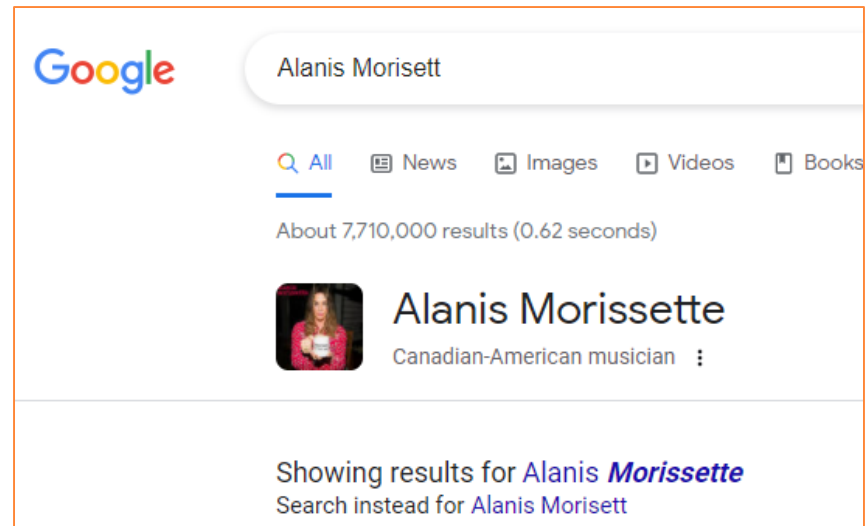 Google
Alanis Morisett
All News Images Videos Books
About 7,710,000 results (0.62 seconds)
Alanis Morissette
Canadian-American musician
Showing results for Alanis Morissette
Search instead for Alanis Morisett